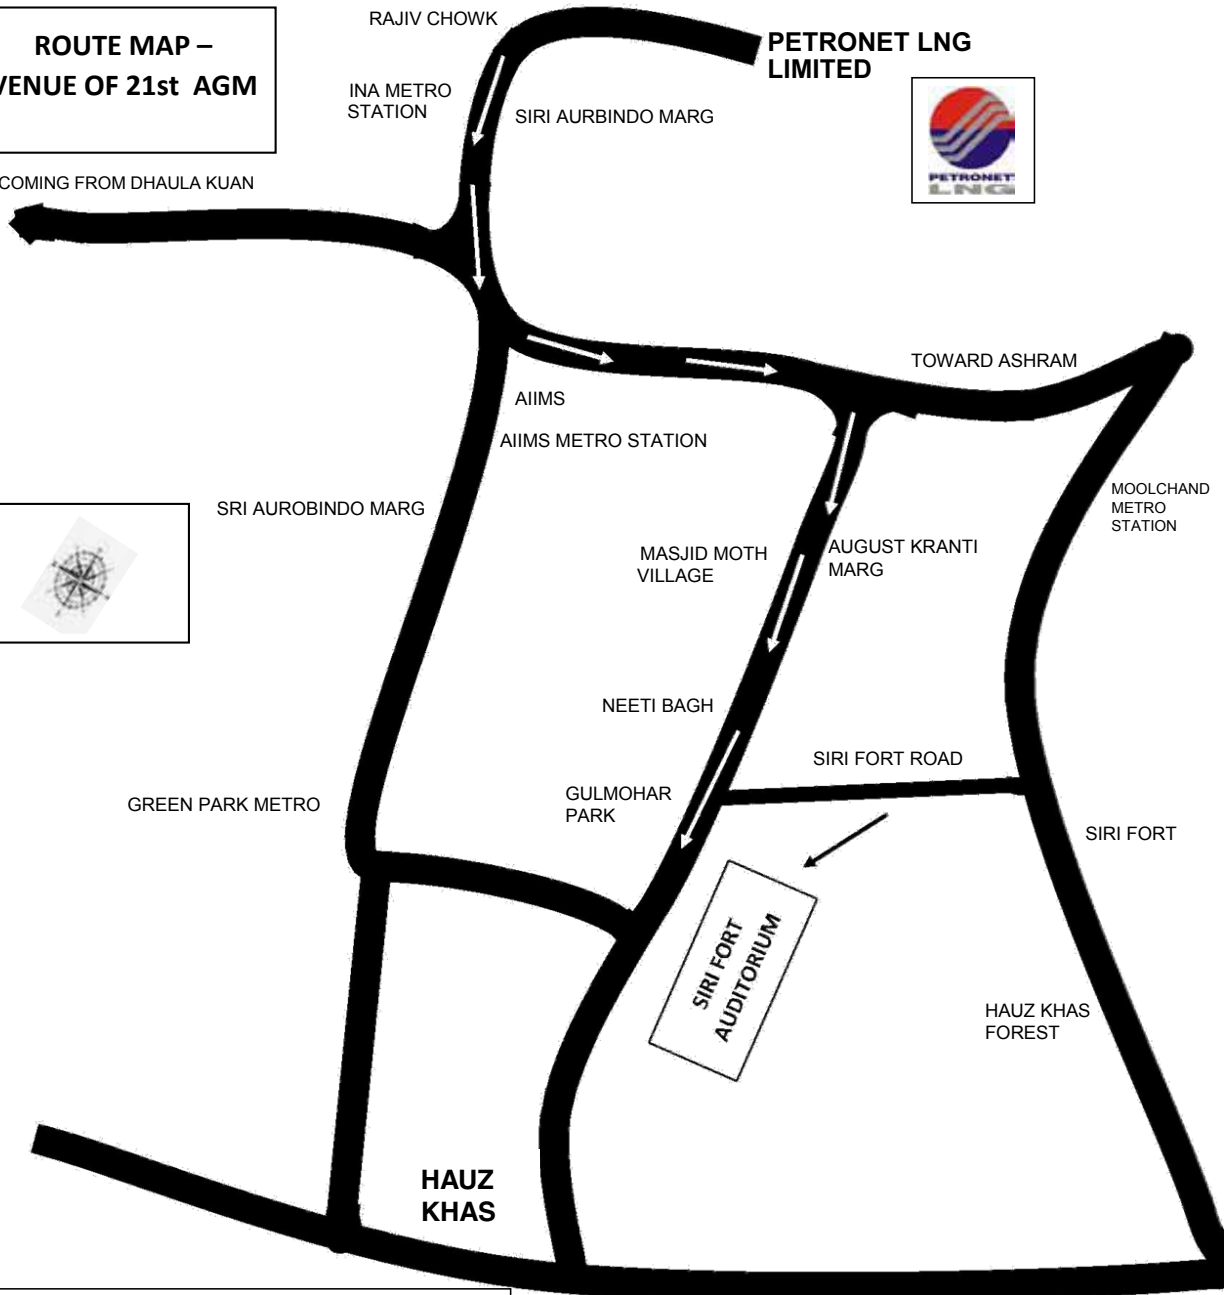 ROUTE MAP –
VENUE OF 21st AGM
RAJIV CHOWK
PETRONET LNG
LIMITED
INA METRO
STATION
SIRI AURBINDO MARG
PETRONET
LNG
COMING FROM DHAULA KUAN
TOWARD ASHRAM
AIIMS
AIIMS METRO STATION
MOOLCHAND
METRO
STATION
SRI AUROBINDO MARG
MASJID MOTH
VILLAGE
AUGUST KRANTI
MARG
NEETI BAGH
SIRI FORT ROAD
GULMOHAR
PARK
GREEN PARK METRO
SIRI FORT
SIRI FORT
AUDITORIUM
HAUZ KHAS
FOREST
HAUZ
KHAS